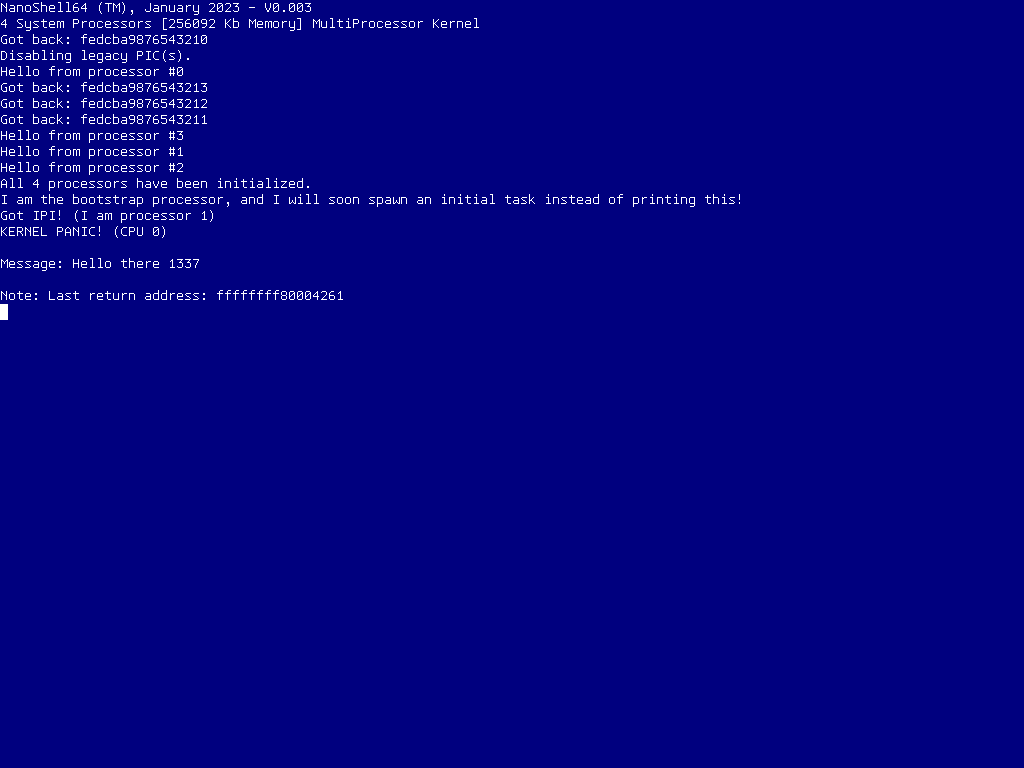 NanoShell64 (TM), January 2023 - V0.003
4 System Processors [256092 Kb Memory] MultiProcessor Kernel
Got back: fedcba9876543210
Disabling legacy PIC(s).
Hello from processor #0
Got back: fedcba9876543213
Got back: fedcba9876543212
Got back: fedcba9876543211
Hello from processor #3
Hello from processor #1
Hello from processor #2
All 4 processors have been initialized.
I am the bootstrap processor, and I will soon spawn an initial task instead of printing this!
Got IPI! (I am processor 1)
KERNEL PANIC! (CPU 0)
Message: Hello there 1337
Note: Last return address: ffffffff80004261